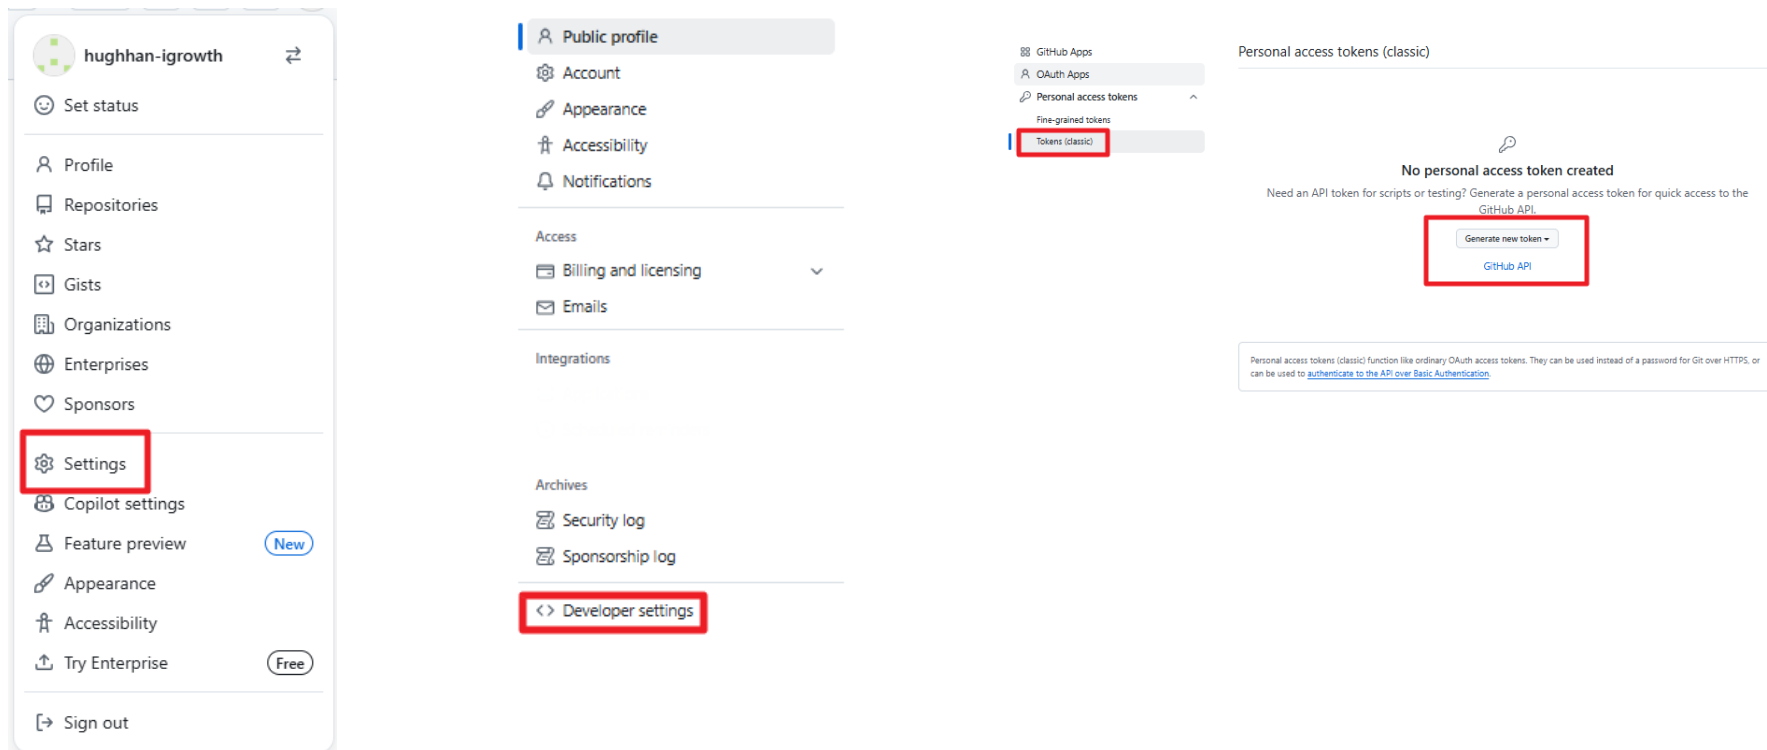 hughhan-igrowth
Set status
Profile
Repositories
Stars
Gists
Organizations
Enterprises
Sponsors
Settings
Copilot settings
Feature preview New
Appearance
Accessibility
Try Enterprise Free
Sign out
Public profile
Account
Appearance
Accessibility
Notifications
Access
Billing and licensing
Emails
Integrations
Archives
Security log
Sponsorship log
Developer settings
GitHub Apps
OAuth Apps
Personal access tokens
Fine-grained tokens
Tokens (classic)
Personal access tokens (classic)
No personal access token created
Need an API token for scripts or testing? Generate a personal access token for quick access to the
GitHub API.
Generate new token
GitHub API
Personal access tokens (classic) function like ordinary OAuth access tokens. They can be used instead of a password for Git over HTTPS, or
can be used to authenticate to the API over Basic Authentication.